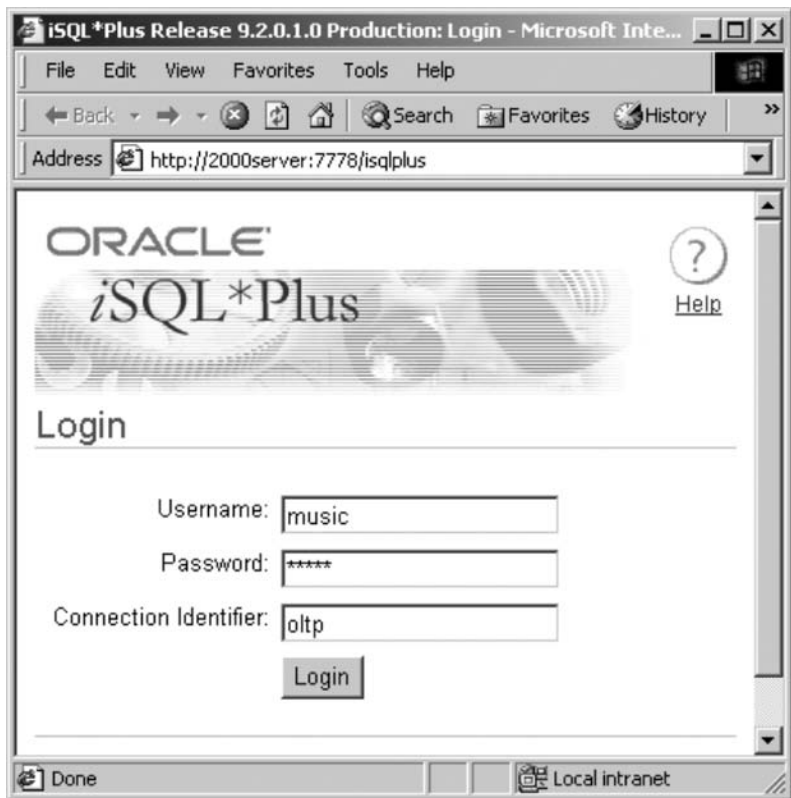 iSQL*Plus Release 9.2.0.1.0 Production: Login - Microsoft Inte...
File Edit View Favorites Tools Help
Back Search Favorites History »
Address http://2000server:7778/isqlplus
ORACLE
iSQL*Plus
?
Help
Login
Username: music
Password: *****
Connection Identifier: oltp
Login
Done Local intranet